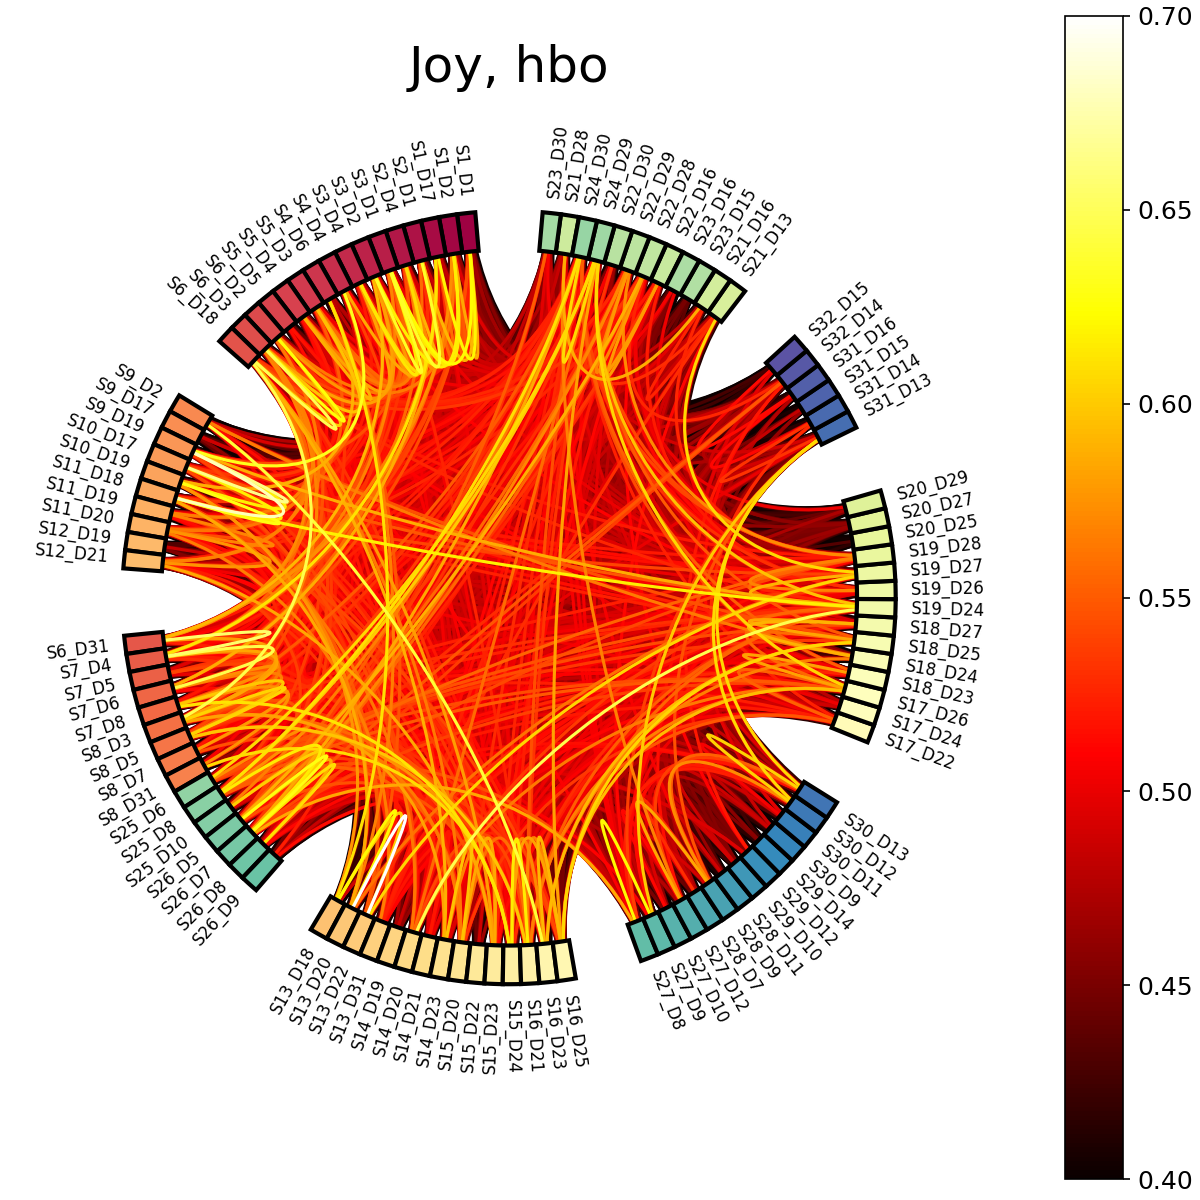 Joy, hbo
S1_D1
S1_D2
S1_D17
S2_D1
S2_D4
S3_D1
S3_D2
S3_D4
S4_D4
S4_D6
S5_D3
S5_D4
S5_D5
S6_D2
S6_D3
S6_D18
S9_D2
S9_D17
S9_D19
S10_D17
S10_D19
S11_D18
S11_D19
S11_D20
S12_D19
S12_D21
S6_D31
S7_D4
S7_D5
S7_D6
S7_D8
S8_D3
S8_D5
S8_D7
S8_D31
S25_D6
S25_D8
S25_D10
S26_D5
S26_D7
S26_D8
S26_D9
S13_D18
S13_D20
S13_D22
S13_D31
S14_D19
S14_D20
S14_D21
S14_D23
S15_D20
S15_D22
S15_D23
S15_D24
S16_D21
S16_D23
S16_D25
S27_D8
S27_D9
S27_D10
S27_D12
S28_D7
S28_D9
S28_D11
S29_D10
S29_D12
S29_D14
S30_D9
S30_D11
S30_D12
S30_D13
S17_D22
S17_D24
S17_D26
S18_D23
S18_D24
S18_D25
S18_D27
S19_D24
S19_D26
S19_D27
S19_D28
S20_D25
S20_D27
S20_D29
S31_D13
S31_D14
S31_D15
S31_D16
S32_D14
S32_D15
S21_D13
S21_D16
S23_D15
S23_D16
S22_D16
S22_D28
S22_D29
S22_D30
S24_D29
S24_D30
S21_D28
S23_D30
0.70
0.65
0.60
0.55
0.50
0.45
0.40